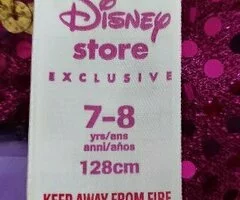 Disney
store
EXCLUSIVE
7-8
yrs/ans
anni/años
128cm
KEEP AWAY FROM FIRE